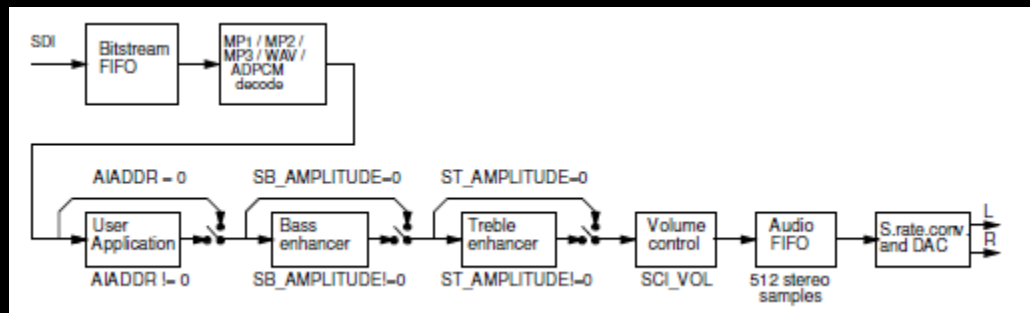 SDI
Bitstream
FIFO
MP1 / MP2 /
MP3 / WAV /
ADPCM
decode
AIADDR = 0
SB_AMPLITUDE=0
ST_AMPLITUDE=0
User
Application
Bass
enhancer
Treble
enhancer
Volume
control
Audio
FIFO
S.rate.conv.
and DAC
L
R
AIADDR != 0
SB_AMPLITUDE!=0
ST_AMPLITUDE!=0
SCI_VOL
512 stereo
samples